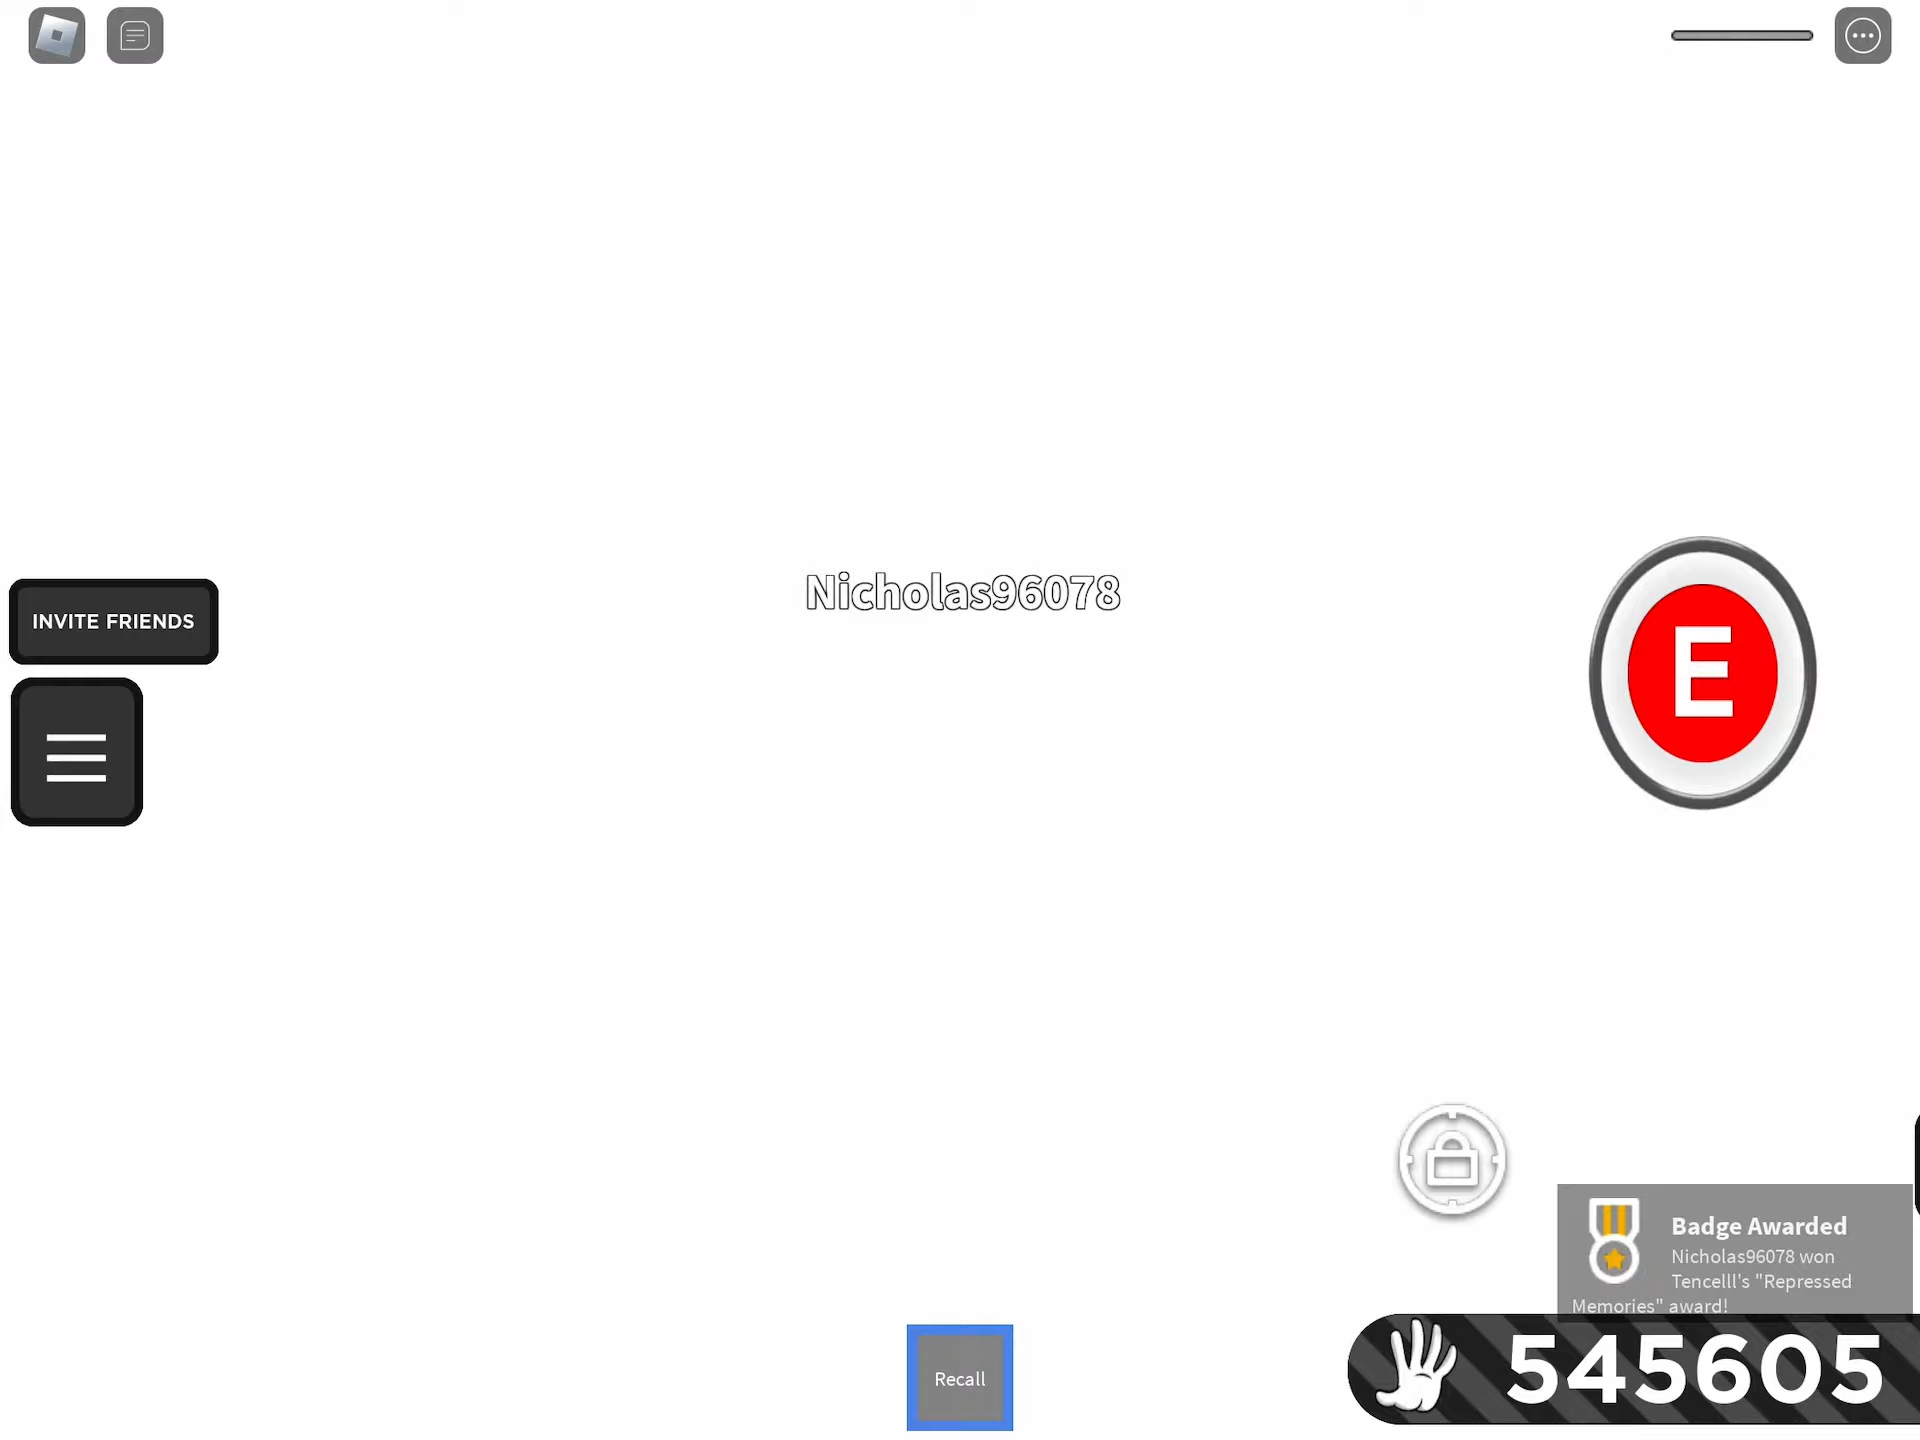 Nicholas96078
INVITE FRIENDS
E
Badge Awarded
Nicholas96078 won
Tencelll's "Repressed
Memories" award!
545605
Recall